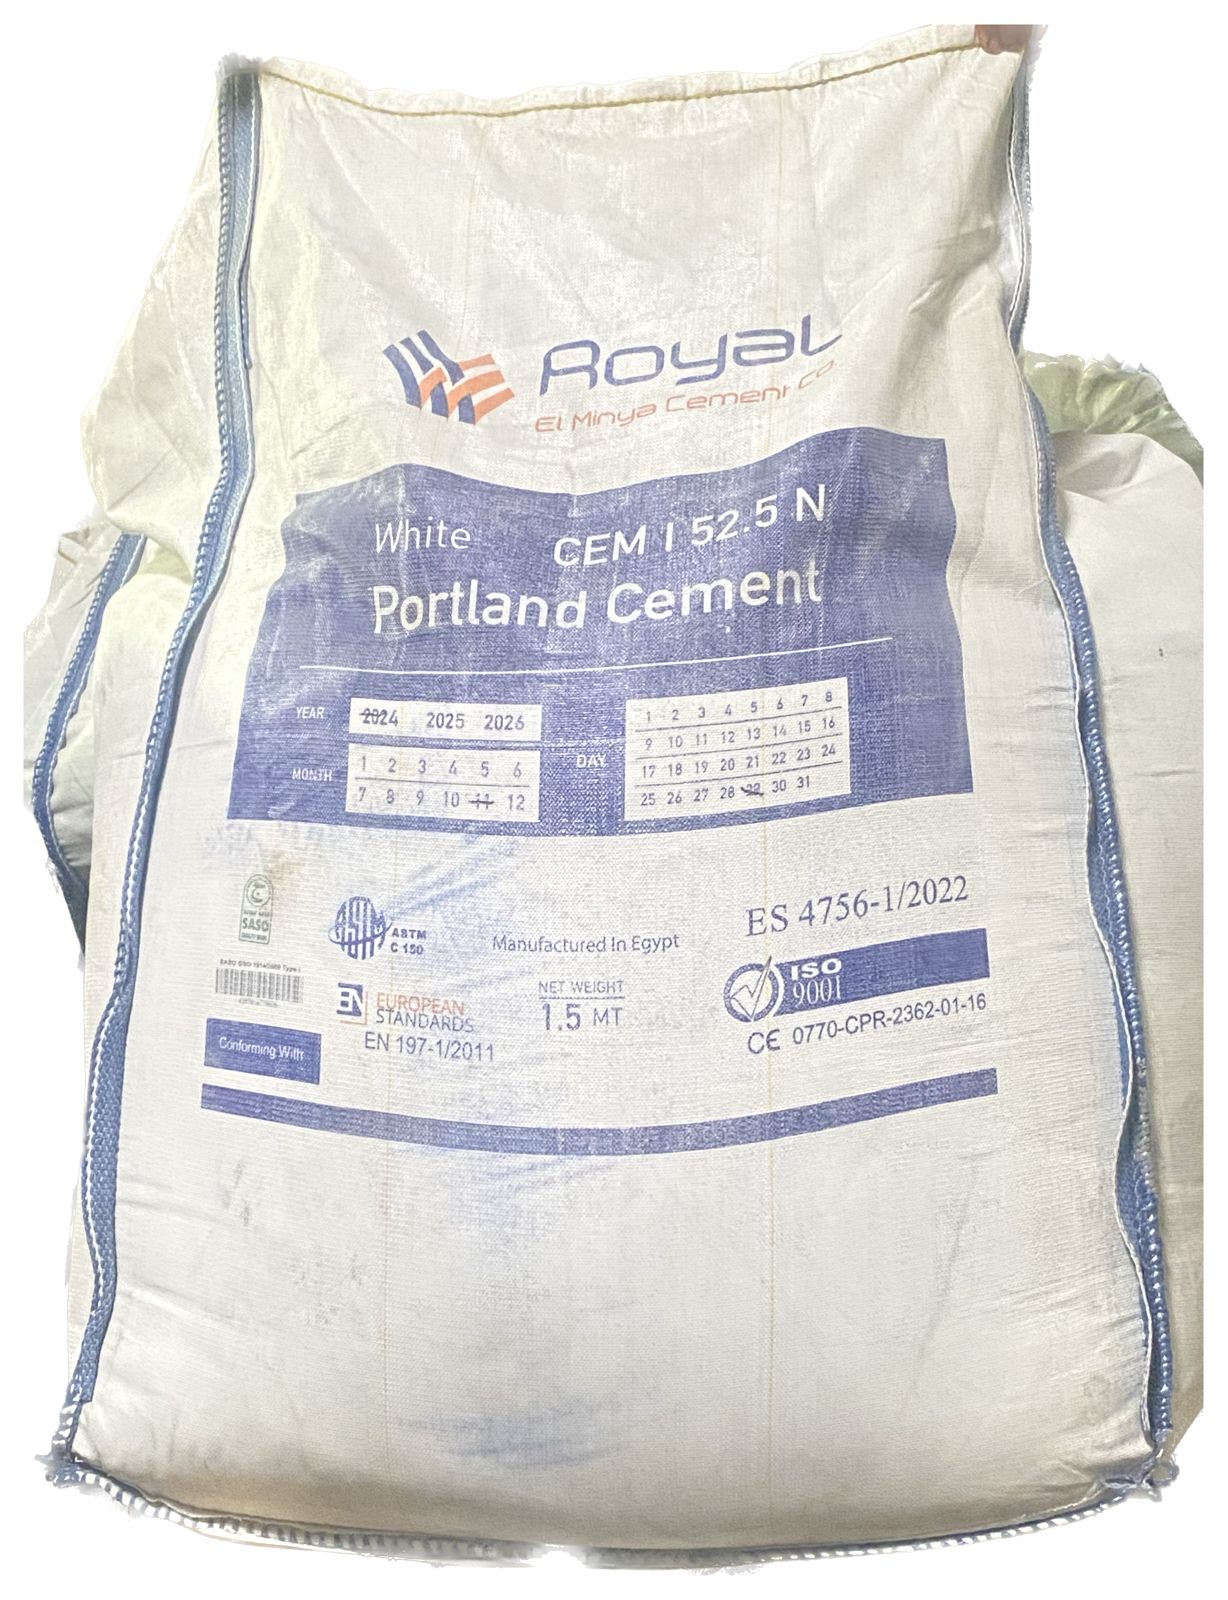 Royal
El Minya Cement Co.
White CEM I 52.5 N
Portland Cement
YEAR 2024 2025 2026
MONTH 1 2 3 4 5 6
7 8 9 10 11 12
DAY 1 2 3 4 5 6 7 8
9 10 11 12 13 14 15 16
17 18 19 20 21 22 23 24
25 26 27 28 29 30 31
SASO
QUALITY MARK
ASTM
ASTM
C 150
Manufactured In Egypt
ES 4756-1/2022
EN EUROPEAN
STANDARDS
EN 197-1/2011
NET WEIGHT
1.5 MT
ISO
9001
CE 0770-CPR-2362-01-16
Conforming With